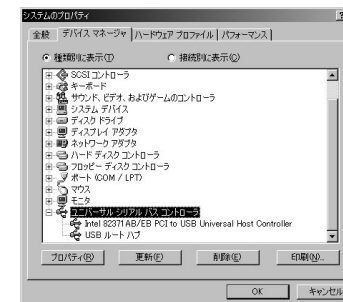 システムのプロパティ
全般 デバイス マネージャ ハードウェア プロファイル パフォーマンス
種類別に表示(T) 接続別に表示(C)
SCSI コントローラ
キーボード
サウンド、ビデオ、およびゲームのコントローラ
システム デバイス
ディスク ドライブ
ディスプレイ アダプタ
ネットワーク アダプタ
ハード ディスク コントローラ
フロッピー ディスク コントローラ
ポート (COM / LPT)
マウス
モニタ
ユニバーサル シリアル バス コントローラ
Intel 82371AB/EB PCI to USB Universal Host Controller
USB ルート ハブ
プロパティ(R) 更新(F) 削除(E) 印刷(N)...
OK キャンセル